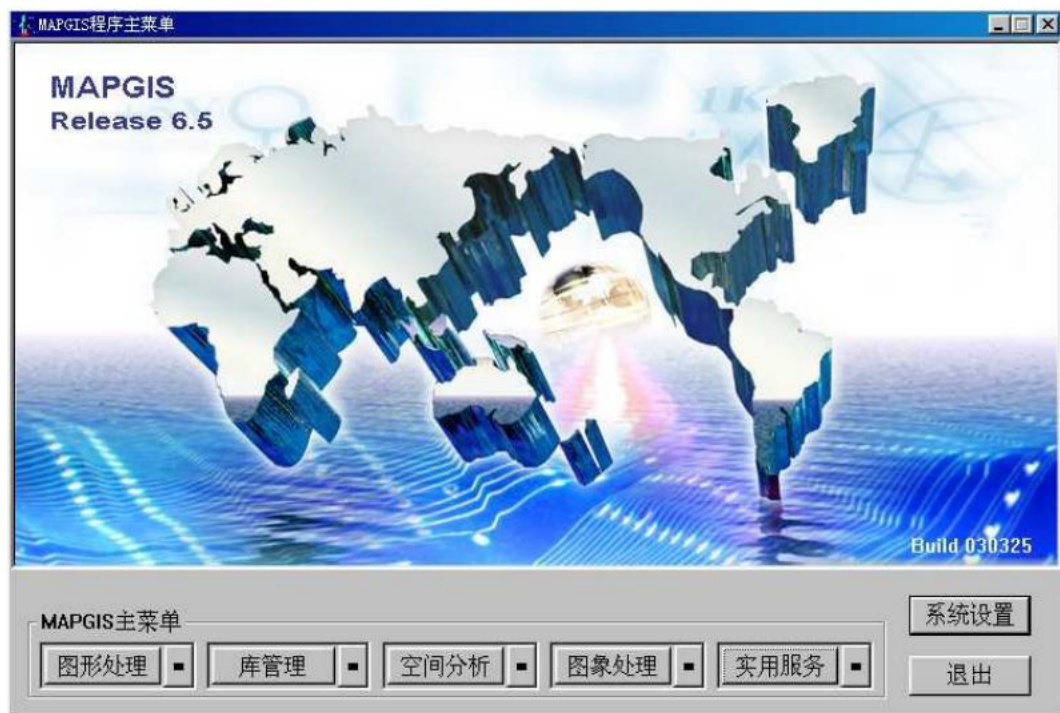 MAPGIS程序主菜单
MAPGIS
Release 6.5
1K
Build 030325
MAPGIS主菜单
图形处理 库管理 空间分析 图象处理 实用服务
系统设置
退出